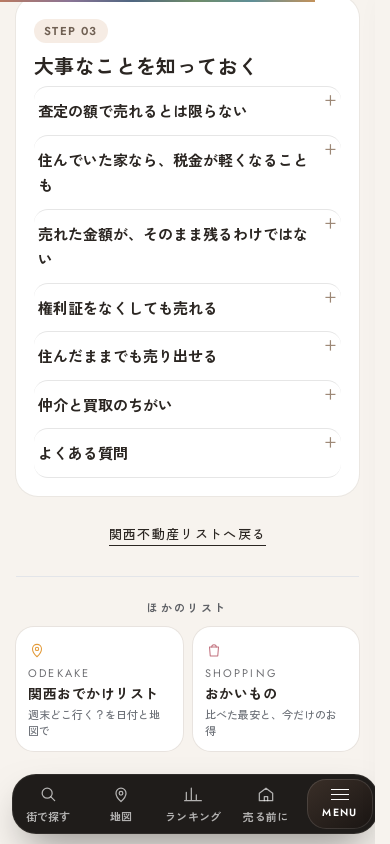 STEP 03
大事なことを知っておく
査定の額で売れるとは限らない
住んでいた家なら、税金が軽くなること
も
売れた金額が、そのまま残るわけではな
い
権利証をなくしても売れる
住んだままでも売り出せる
仲介と買取のちがい
よくある質問
関西不動産リストへ戻る
ほかのリスト
ODEKAKE
関西おでかけリスト
週末どこ行く？を日付と地
図で
SHOPPING
おかいもの
比べた最安と、今だけのお
得
街で探す
地図
ランキング
売る前に
MENU